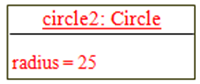 circle2: Circle
radius = 25